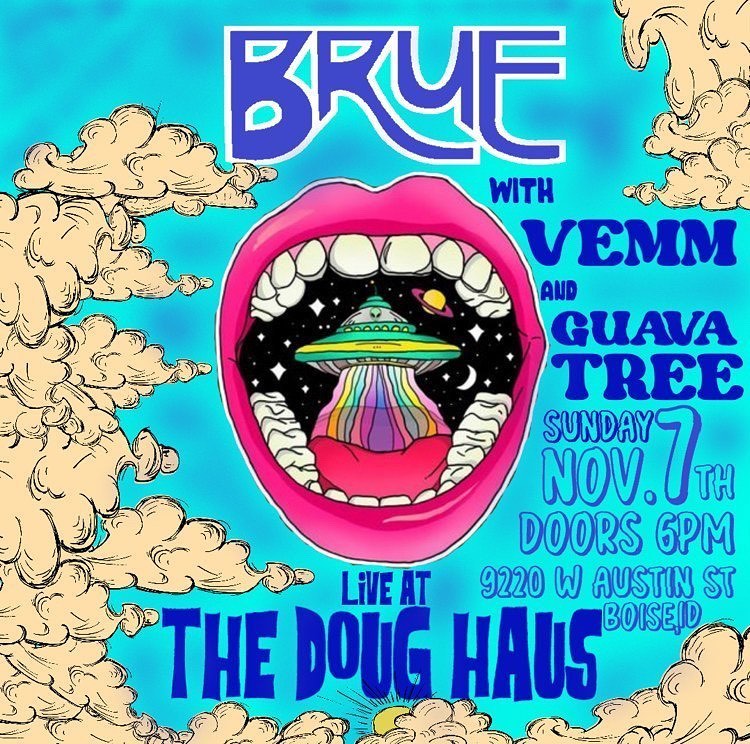 BRUE
WITH
VEMM
AND
GUAVA
TREE
SUNDAY 7TH
NOV.
DOORS 6PM
9220 W AUSTIN ST
BOISE, ID
LIVE AT
THE DOUG HAUS